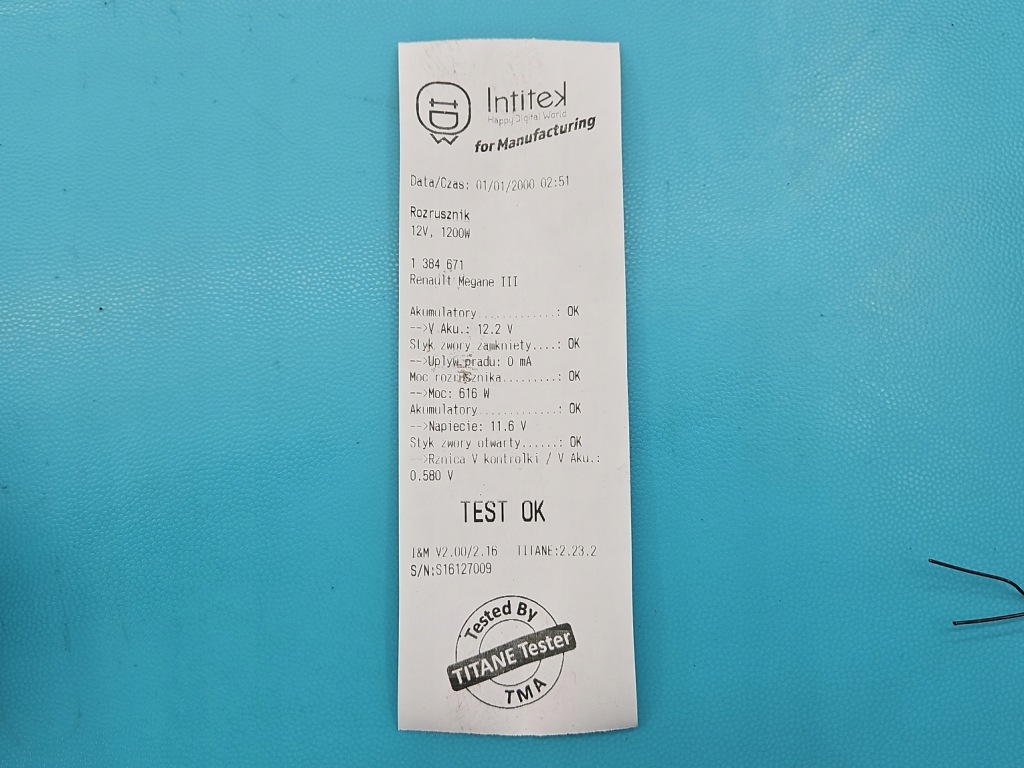 Intitek
Happy Digital World
for Manufacturing
Data/Czas: 01/01/2000 02:51
Rozrusznik
12V, 1200W
1 384 671
Renault Megane III
Akumulatory.............: OK
-->V Aku.: 12.2 V
Styk zwory zamkniety....: OK
-->Uplyw pradu: 0 mA
Moc rozrusznika.........: OK
-->Moc: 616 W
Akumulatory.............: OK
-->Napiecie: 11.6 V
Styk zwory otwarty......: OK
-->Rznica V kontrolki / V Aku.:
0.580 V
TEST OK
I&M V2.00/2.16 TITANE:2.23.2
S/N:S16127009
Tested By
TITANE Tester
TMA